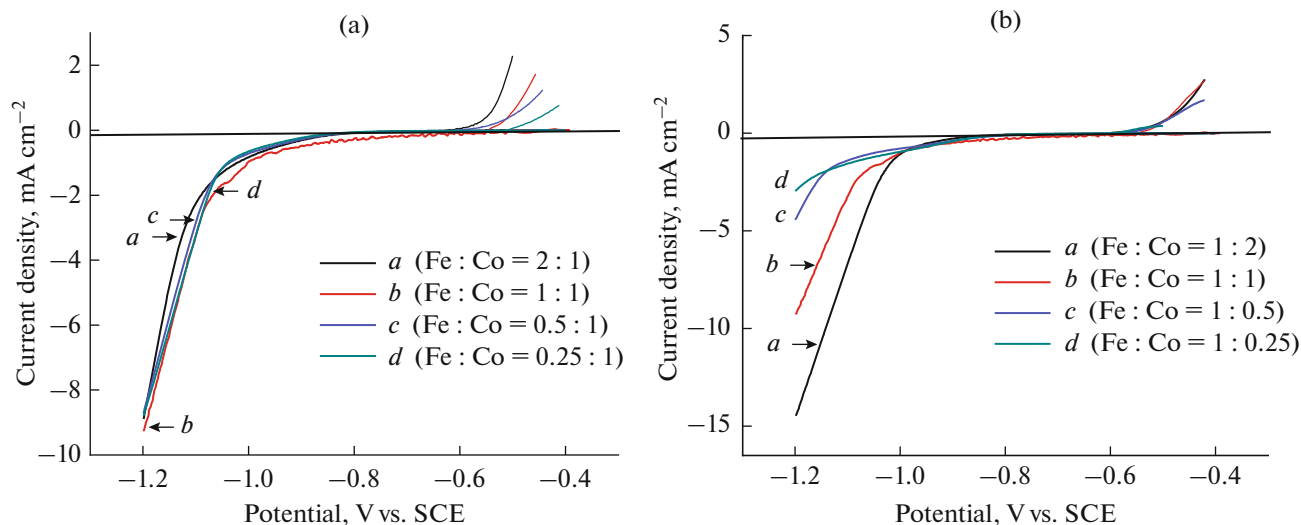 (a)
2
0
−2
−4
−6
−8
−10
Current density, mA cm−2
c
a
d
b
a (Fe : Co = 2 : 1)
b (Fe : Co = 1 : 1)
c (Fe : Co = 0.5 : 1)
d (Fe : Co = 0.25 : 1)
−1.2 −1.0 −0.8 −0.6 −0.4
Potential, V vs. SCE
(b)
5
0
−5
−10
−15
Current density, mA cm−2
d
c
b
a
a (Fe : Co = 1 : 2)
b (Fe : Co = 1 : 1)
c (Fe : Co = 1 : 0.5)
d (Fe : Co = 1 : 0.25)
−1.2 −1.0 −0.8 −0.6 −0.4
Potential, V vs. SCE